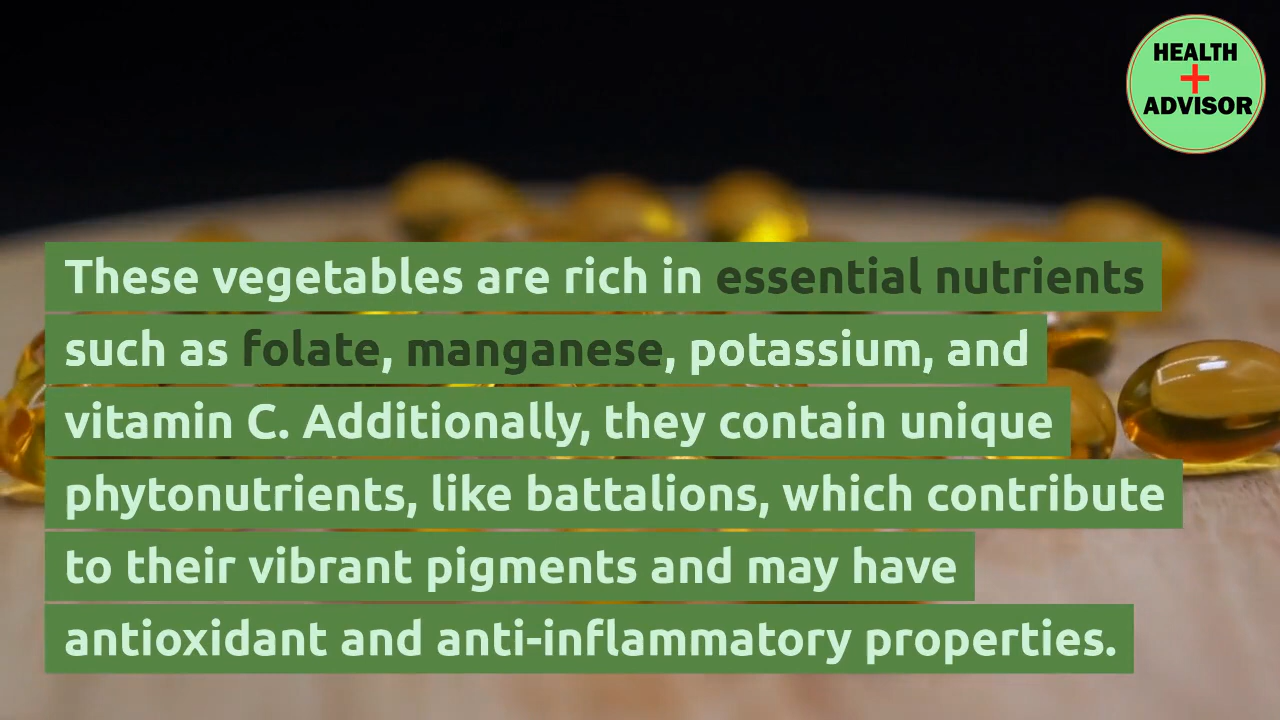 HEALTH
+
ADVISOR
These vegetables are rich in essential nutrients
such as folate, manganese, potassium, and
vitamin C. Additionally, they contain unique
phytonutrients, like battalions, which contribute
to their vibrant pigments and may have
antioxidant and anti-inflammatory properties.